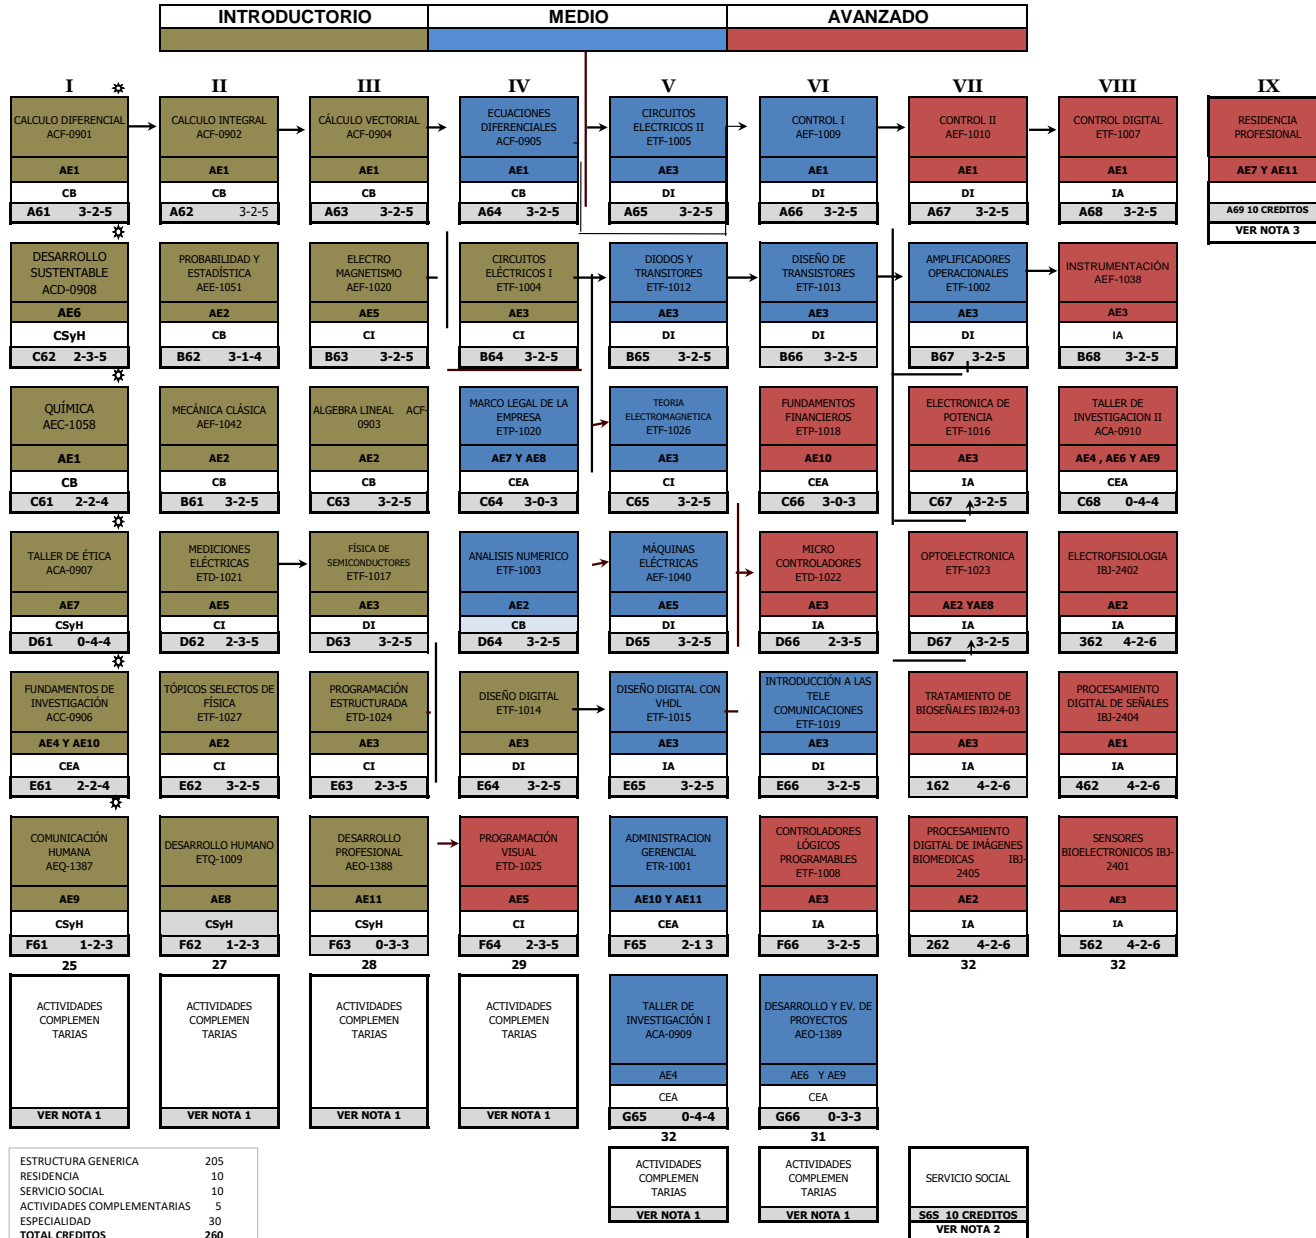 INTRODUCTORIO MEDIO AVANZADO
I II III IV V VI VII VIII IX
CALCULO DIFERENCIAL
ACF-0901
AE1
CB
A61 3-2-5
CALCULO INTEGRAL
ACF-0902
AE1
CB
A62 3-2-5
CÁLCULO VECTORIAL
ACF-0904
AE1
CB
A63 3-2-5
ECUACIONES
DIFERENCIALES
ACF-0905
AE1
CB
A64 3-2-5
CIRCUITOS
ELECTRICOS II
ETF-1005
AE3
DI
A65 3-2-5
CONTROL I
AEF-1009
AE1
DI
A66 3-2-5
CONTROL II
AEF-1010
AE1
DI
A67 3-2-5
CONTROL DIGITAL
ETF-1007
AE1
IA
A68 3-2-5
RESIDENCIA
PROFESIONAL
AE7 Y AE11
A69 10 CREDITOS
VER NOTA 3
DESARROLLO
SUSTENTABLE
ACD-0908
AE6
CSyH
C62 2-3-5
PROBABILIDAD Y
ESTADÍSTICA
AEE-1051
AE2
CB
B62 3-1-4
ELECTRO
MAGNETISMO
AEF-1020
AE5
CI
B63 3-2-5
CIRCUITOS
ELÉCTRICOS I
ETF-1004
AE3
CI
B64 3-2-5
DIODOS Y
TRANSITORES
ETF-1012
AE3
DI
B65 3-2-5
DISEÑO DE
TRANSISTORES
ETF-1013
AE3
DI
B66 3-2-5
AMPLIFICADORES
OPERACIONALES
ETF-1002
AE3
DI
B67 3-2-5
INSTRUMENTACIÓN
AEF-1038
AE3
IA
B68 3-2-5
QUÍMICA
AEC-1058
AE1
CB
C61 2-2-4
MECÁNICA CLÁSICA
AEF-1042
AE2
CB
B61 3-2-5
ALGEBRA LINEAL ACF-
0903
AE2
CB
C63 3-2-5
MARCO LEGAL DE LA
EMPRESA
ETP-1020
AE7 Y AE8
CEA
C64 3-0-3
TEORIA
ELECTROMAGNETICA
ETF-1026
AE3
CI
C65 3-2-5
FUNDAMENTOS
FINANCIEROS
ETP-1018
AE10
CEA
C66 3-0-3
ELECTRONICA DE
POTENCIA
ETF-1016
AE3
IA
C67 3-2-5
TALLER DE
INVESTIGACION II
ACA-0910
AE4 , AE6 Y AE9
CEA
C68 0-4-4
TALLER DE ÉTICA
ACA-0907
AE7
CSyH
D61 0-4-4
MEDICIONES
ELÉCTRICAS
ETD-1021
AE5
CI
D62 2-3-5
FÍSICA DE
SEMICONDUCTORES
ETF-1017
AE3
DI
D63 3-2-5
ANALISIS NUMERICO
ETF-1003
AE2
CB
D64 3-2-5
MÁQUINAS
ELÉCTRICAS
AEF-1040
AE5
DI
D65 3-2-5
MICRO
CONTROLADORES
ETD-1022
AE3
IA
D66 2-3-5
OPTOELECTRONICA
ETF-1023
AE2 YAE8
IA
D67 3-2-5
ELECTROFISIOLOGIA
IBJ-2402
AE2
IA
362 4-2-6
FUNDAMENTOS DE
INVESTIGACIÓN
ACC-0906
AE4 Y AE10
CEA
E61 2-2-4
TÓPICOS SELECTOS DE
FÍSICA
ETF-1027
AE2
CI
E62 3-2-5
PROGRAMACIÓN
ESTRUCTURADA
ETD-1024
AE3
CI
E63 2-3-5
DISEÑO DIGITAL
ETF-1014
AE3
DI
E64 3-2-5
DISEÑO DIGITAL CON
VHDL
ETF-1015
AE3
IA
E65 3-2-5
INTRODUCCIÓN A LAS
TELE
COMUNICACIONES
ETF-1019
AE3
DI
E66 3-2-5
TRATAMIENTO DE
BIOSEÑALES IBJ24-03
AE3
IA
162 4-2-6
PROCESAMIENTO
DIGITAL DE SEÑALES
IBJ-2404
AE1
IA
462 4-2-6
COMUNICACIÓN
HUMANA
AEQ-1387
AE9
CSyH
F61 1-2-3
DESARROLLO HUMANO
ETQ-1009
AE8
CSyH
F62 1-2-3
DESARROLLO
PROFESIONAL
AEO-1388
AE11
CSyH
F63 0-3-3
PROGRAMACIÓN
VISUAL
ETD-1025
AE5
CI
F64 2-3-5
ADMINISTRACION
GERENCIAL
ETR-1001
AE10 Y AE11
CEA
F65 2-1 3
CONTROLADORES
LÓGICOS
PROGRAMABLES
ETF-1008
AE3
IA
F66 3-2-5
PROCESAMIENTO
DIGITAL DE IMÁGENES
BIOMEDICAS IBJ-
2405
AE2
IA
262 4-2-6
SENSORES
BIOELECTRONICOS IBJ-
2401
AE3
IA
562 4-2-6
25 27 28 29 32 32
ACTIVIDADES
COMPLEMEN
TARIAS
VER NOTA 1
ACTIVIDADES
COMPLEMEN
TARIAS
VER NOTA 1
ACTIVIDADES
COMPLEMEN
TARIAS
VER NOTA 1
ACTIVIDADES
COMPLEMEN
TARIAS
VER NOTA 1
TALLER DE
INVESTIGACIÓN I
ACA-0909
AE4
CEA
G65 0-4-4
DESARROLLO Y EV. DE
PROYECTOS
AEO-1389
AE6 Y AE9
CEA
G66 0-3-3
32 31
ACTIVIDADES
COMPLEMEN
TARIAS
VER NOTA 1
ACTIVIDADES
COMPLEMEN
TARIAS
VER NOTA 1
SERVICIO SOCIAL
S6S 10 CREDITOS
VER NOTA 2
ESTRUCTURA GENERICA 205
RESIDENCIA 10
SERVICIO SOCIAL 10
ACTIVIDADES COMPLEMENTARIAS 5
ESPECIALIDAD 30
TOTAL CREDITOS 260